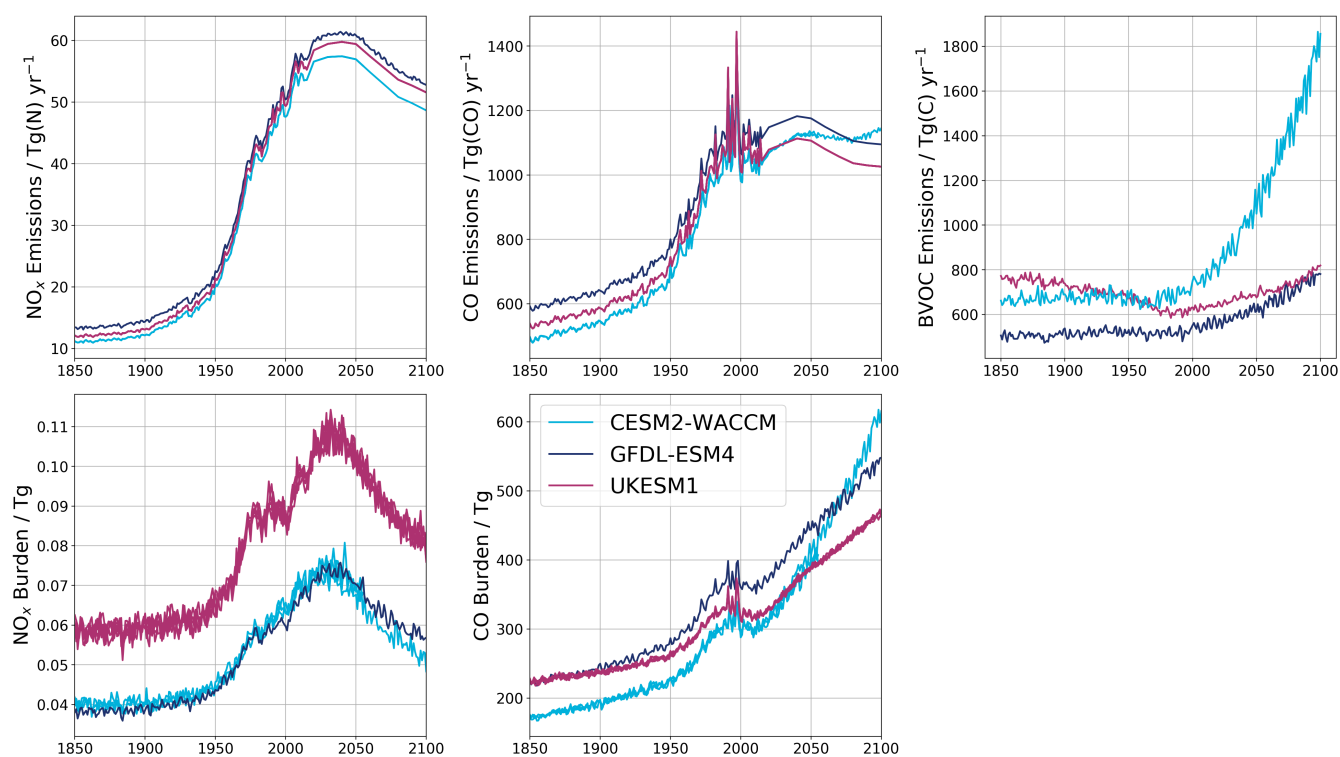 NOₓ Emissions / Tg(N) yr⁻¹
60
50
40
30
20
10
1850 1900 1950 2000 2050 2100
CO Emissions / Tg(CO) yr⁻¹
1400
1200
1000
800
600
1850 1900 1950 2000 2050 2100
BVOC Emissions / Tg(C) yr⁻¹
1800
1600
1400
1200
1000
800
600
1850 1900 1950 2000 2050 2100
NOₓ Burden / Tg
0.11
0.10
0.09
0.08
0.07
0.06
0.05
0.04
1850 1900 1950 2000 2050 2100
CO Burden / Tg
600
500
400
300
200
1850 1900 1950 2000 2050 2100
CESM2-WACCM
GFDL-ESM4
UKESM1